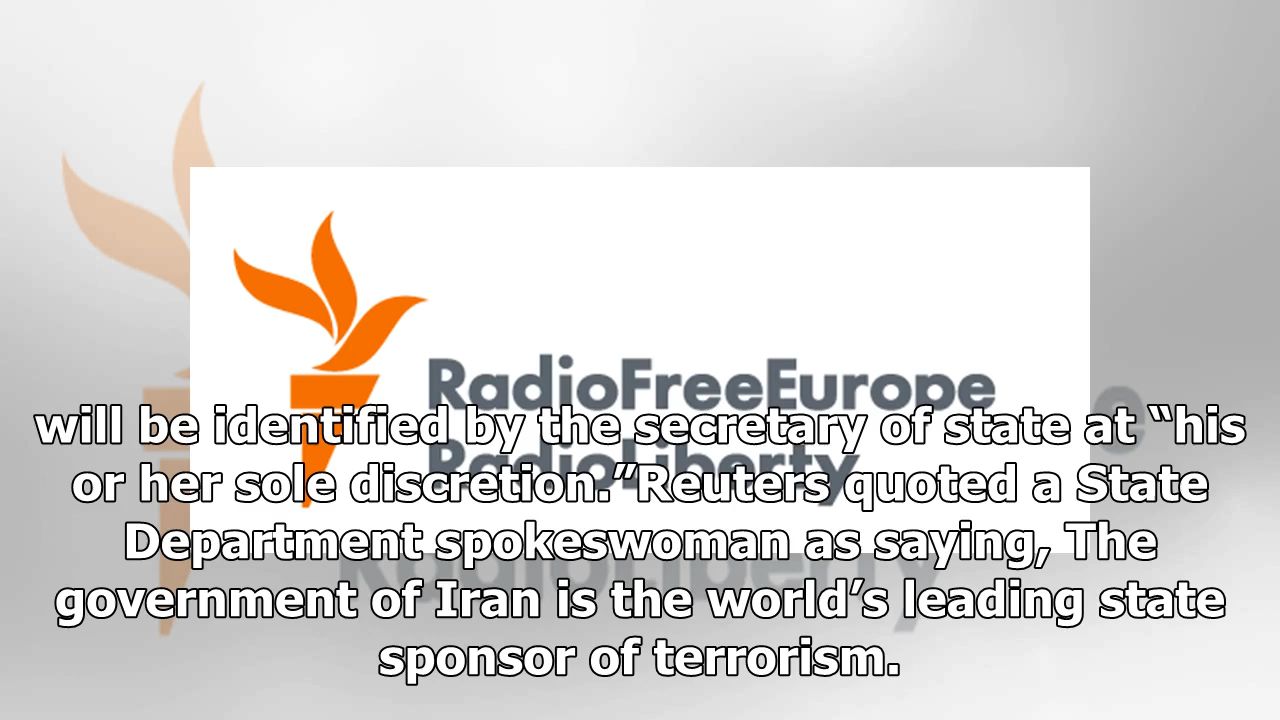 RadioFreeEurope
RadioLiberty
will be identified by the secretary of state at “his
or her sole discretion.”Reuters quoted a State
Department spokeswoman as saying, The
government of Iran is the world’s leading state
sponsor of terrorism.